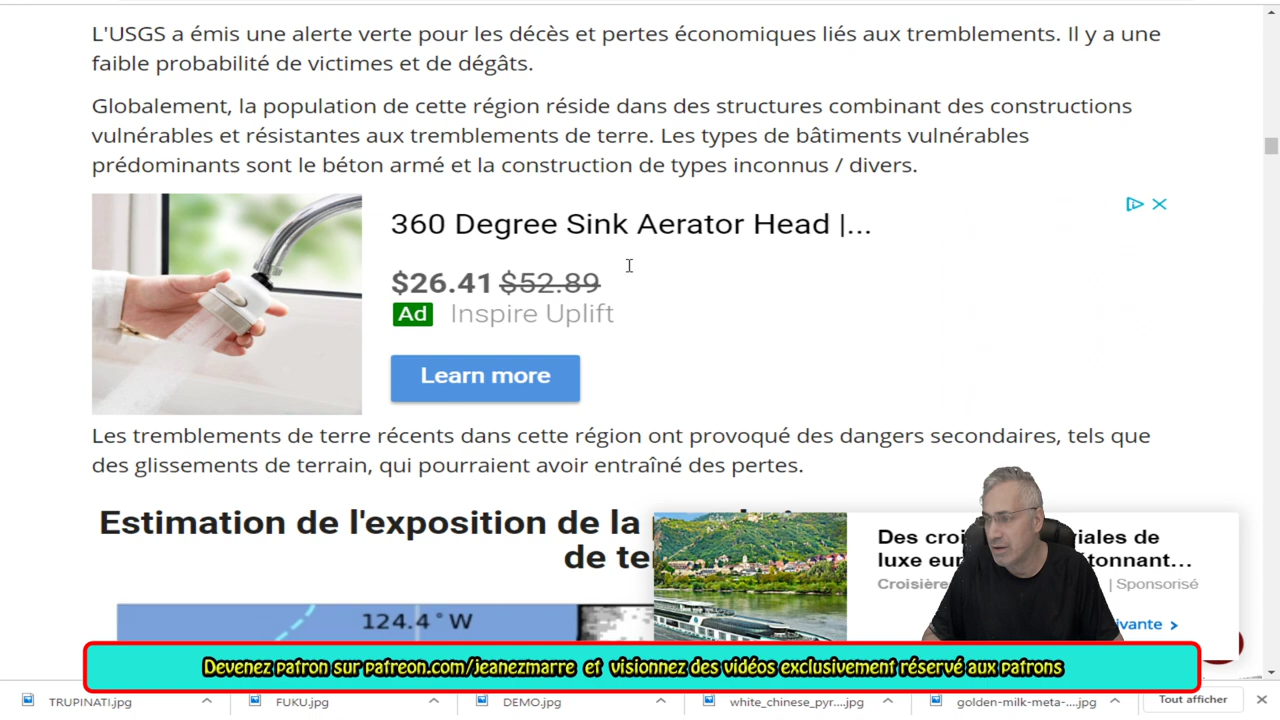 L'USGS a émis une alerte verte pour les décès et pertes économiques liés aux tremblements. Il y a une
faible probabilité de victimes et de dégâts.
Globalement, la population de cette région réside dans des structures combinant des constructions
vulnérables et résistantes aux tremblements de terre. Les types de bâtiments vulnérables
prédominants sont le béton armé et la construction de types inconnus / divers.
360 Degree Sink Aerator Head |...
$26.41 $52.89
Ad Inspire Uplift
Learn more
Les tremblements de terre récents dans cette région ont provoqué des dangers secondaires, tels que
des glissements de terrain, qui pourraient avoir entraîné des pertes.
Estimation de l'exposition de la
de
124.4°W
Des
luxe
Croisière
| Sponsorisé
Devenez patron sur patreon.com/jeanezmarre et visionnez des vidéos exclusivement réservé aux patrons
TRUPINATI.jpg
FUKU.jpg
DEMO.jpg
white_chinese_pyr....jpg
golden-milk-meta-...jpg
Tout afficher